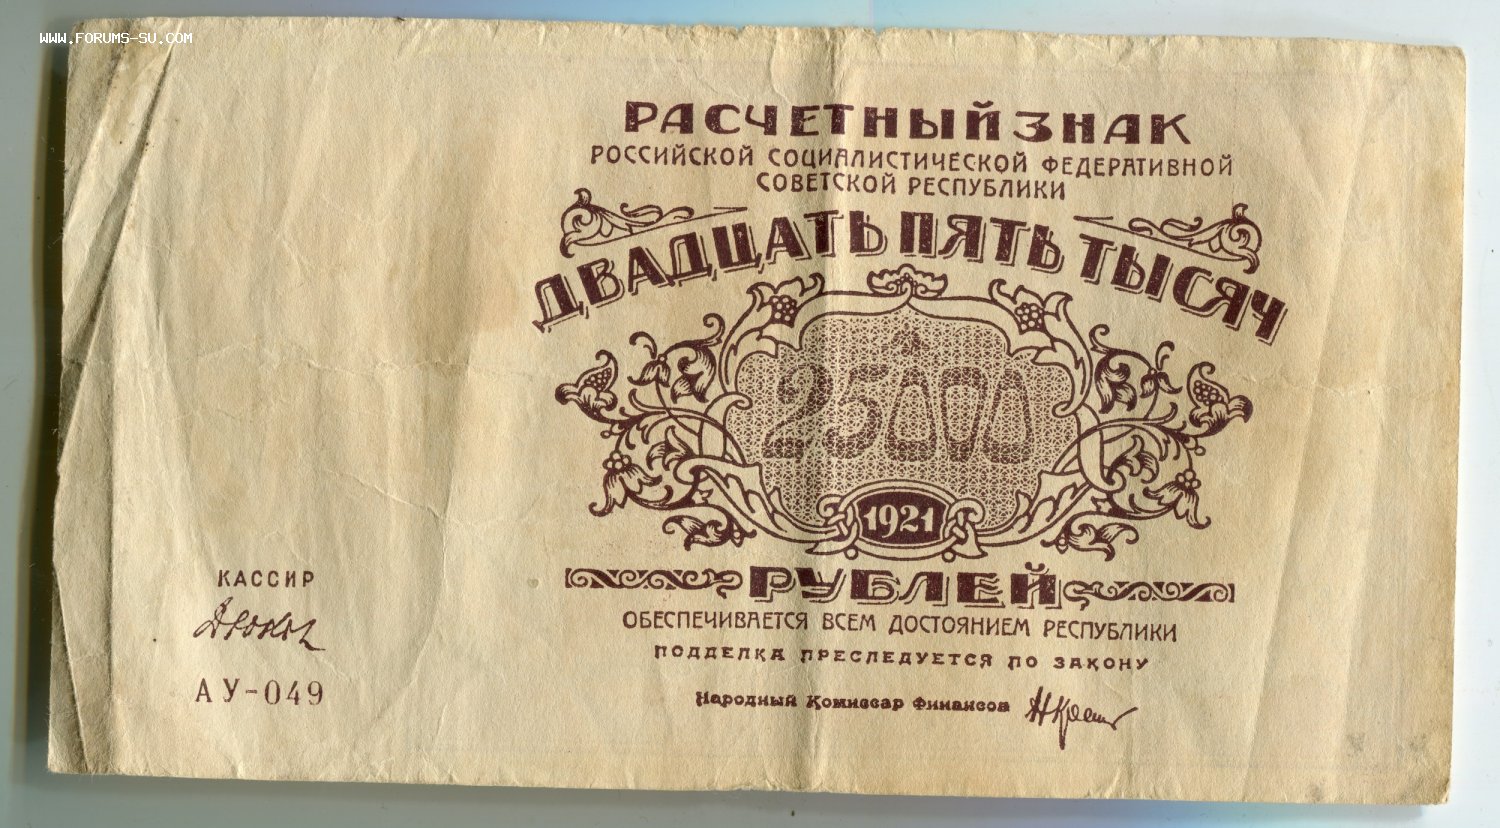 WWW.FORUMS-SU.COM
РАСЧЕТНЫЙ ЗНАК
РОССИЙСКОЙ СОЦИАЛИСТИЧЕСКОЙ ФЕДЕРАТИВНОЙ
СОВЕТСКОЙ РЕСПУБЛИКИ
ДВАДЦАТЬ ПЯТЬ ТЫСЯЧ
25000
1921
РУБЛЕЙ
ОБЕСПЕЧИВАЕТСЯ ВСЕМ ДОСТОЯНИЕМ РЕСПУБЛИКИ
ПОДДЕЛКА ПРЕСЛЕДУЕТСЯ ПО ЗАКОНУ
Народный Комиссар Финансов
КАССИР
АУ-049